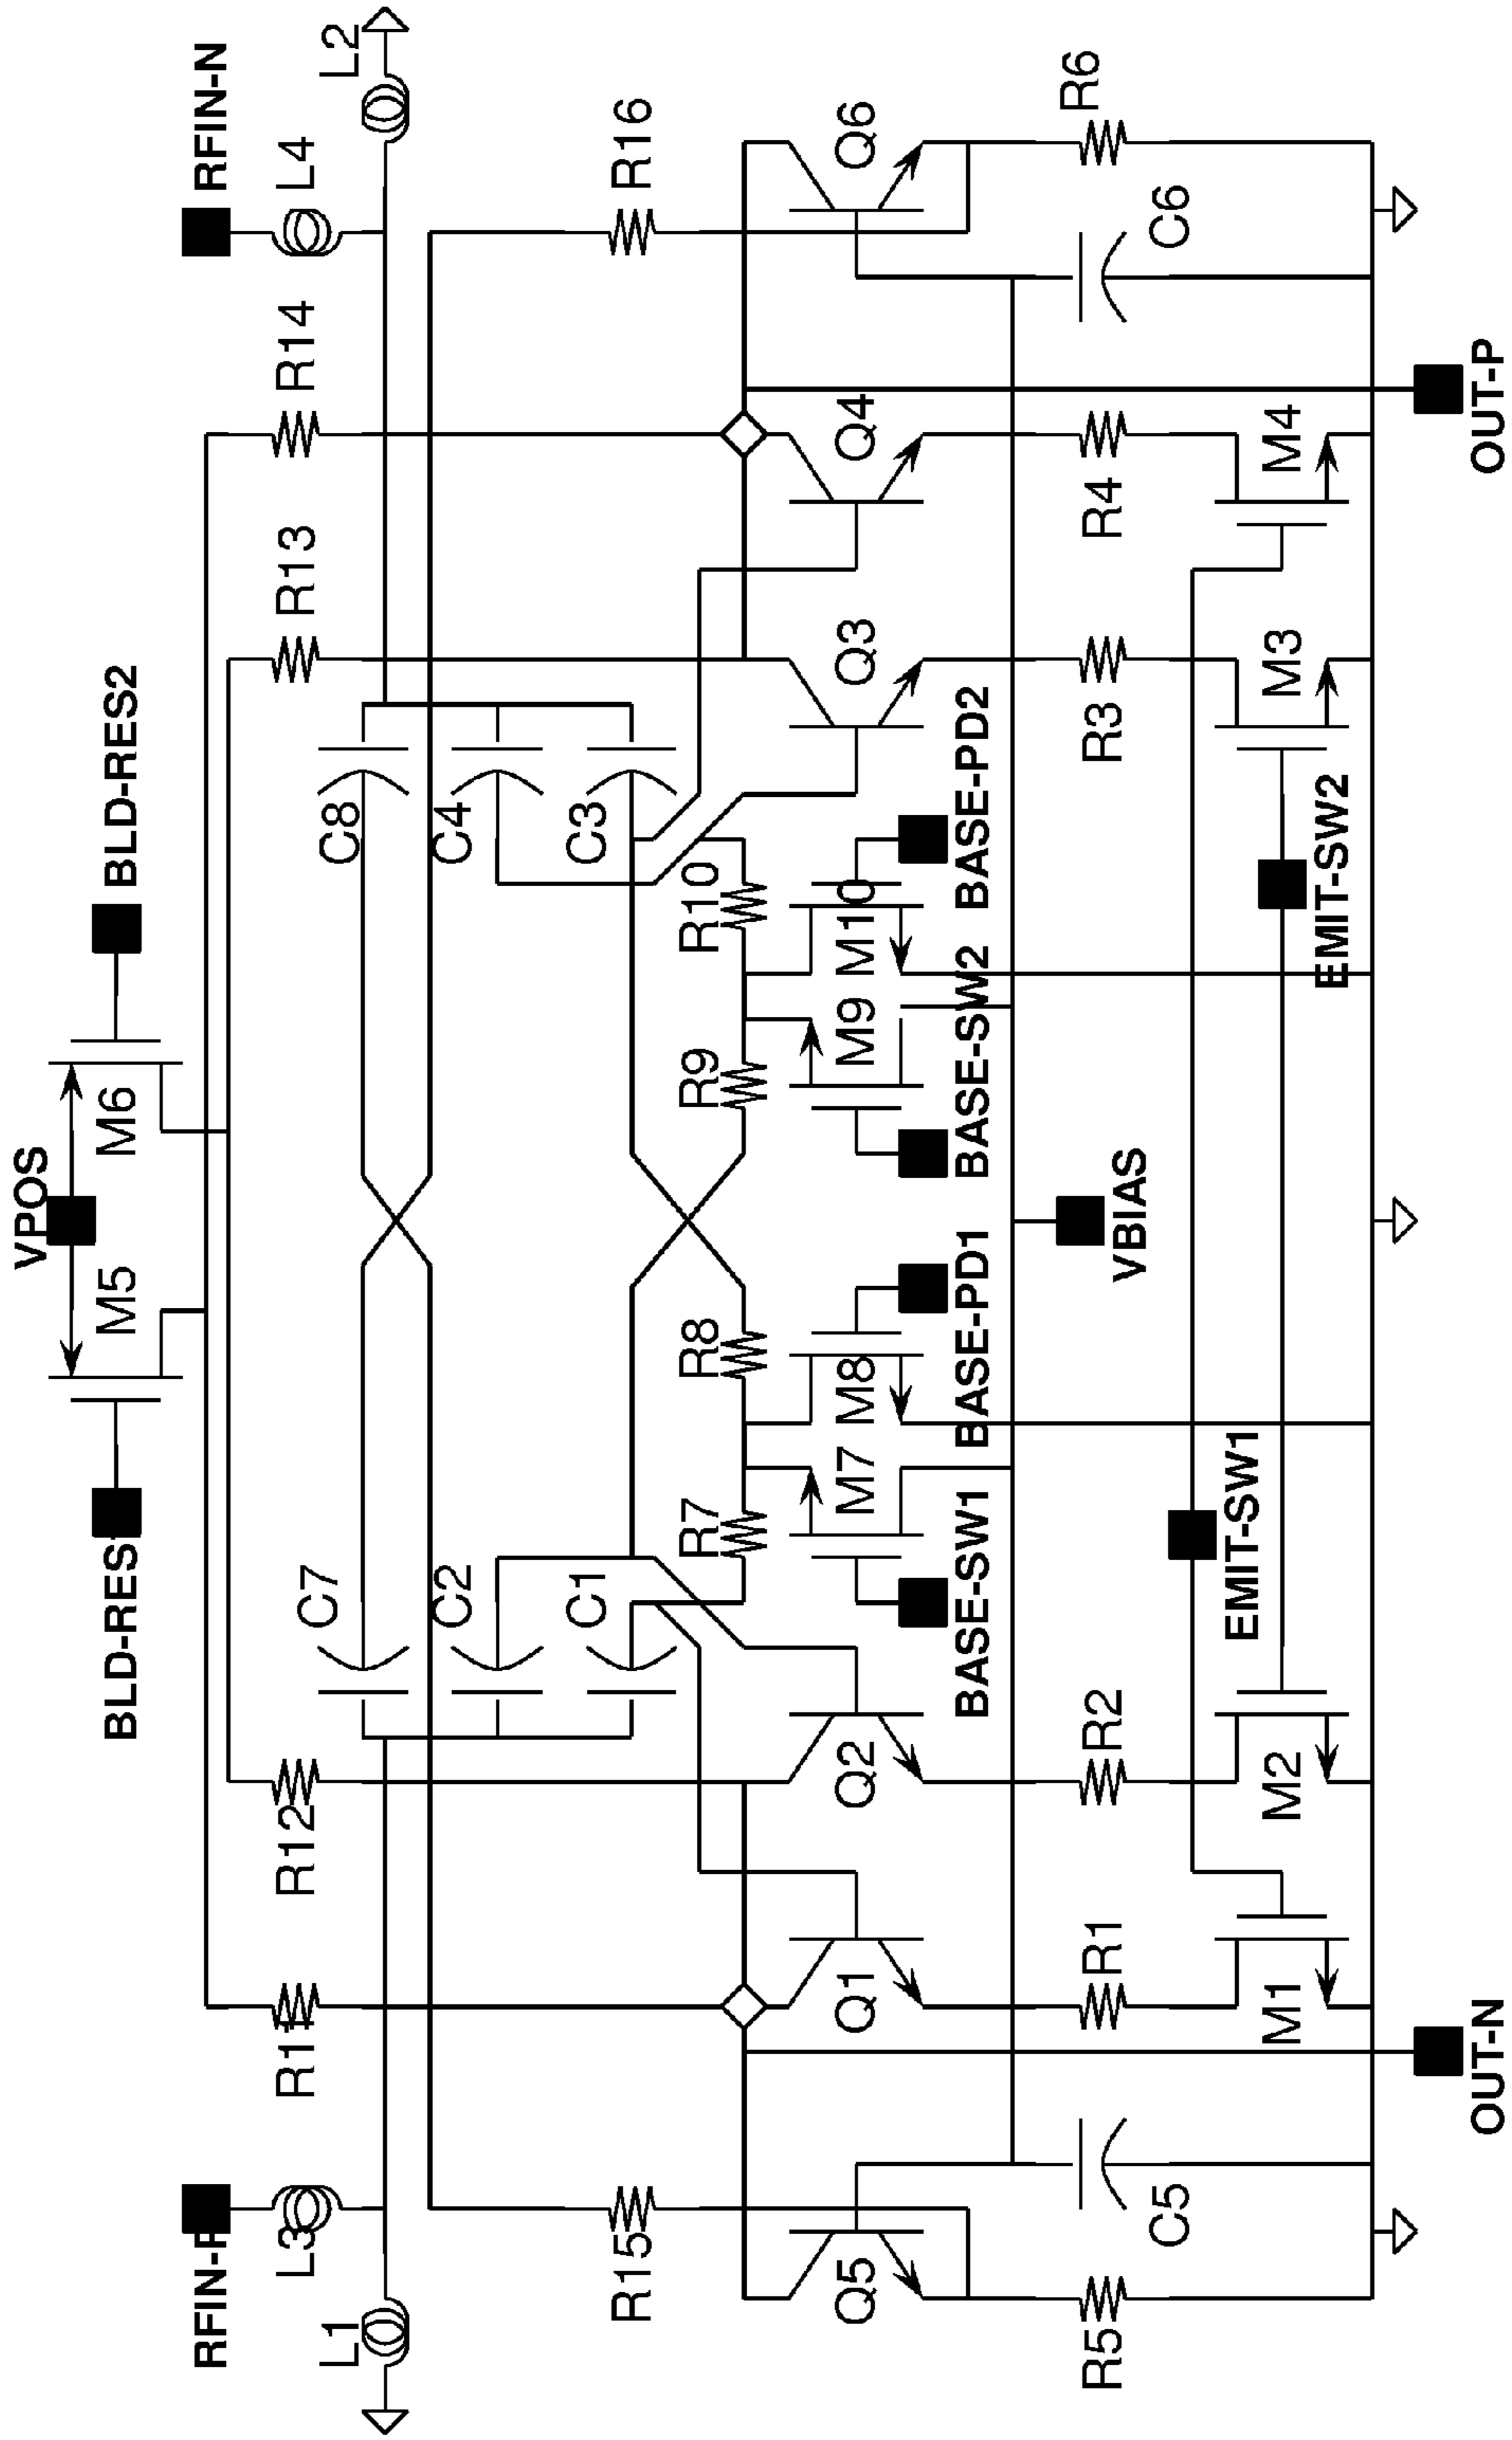 VPOS
BLD-RES
M5
M6
BLD-RES2
RFIN-P
L3
R11
R12
R13
R14
L4
RFIN-N
L1
L2
C7
C8
C2
C4
R15
C1
C3
R16
R7
R8
R9
R10
Q5
Q1
Q2
M7
M8
M9
M10
Q3
Q4
Q6
BASE-SW1
BASE-PD1
BASE-SW2
BASE-PD2
R5
R1
R2
VBIAS
R3
R4
R6
C5
C6
EMIT-SW1
M1
M2
M3
M4
EMIT-SW2
OUT-N
OUT-P